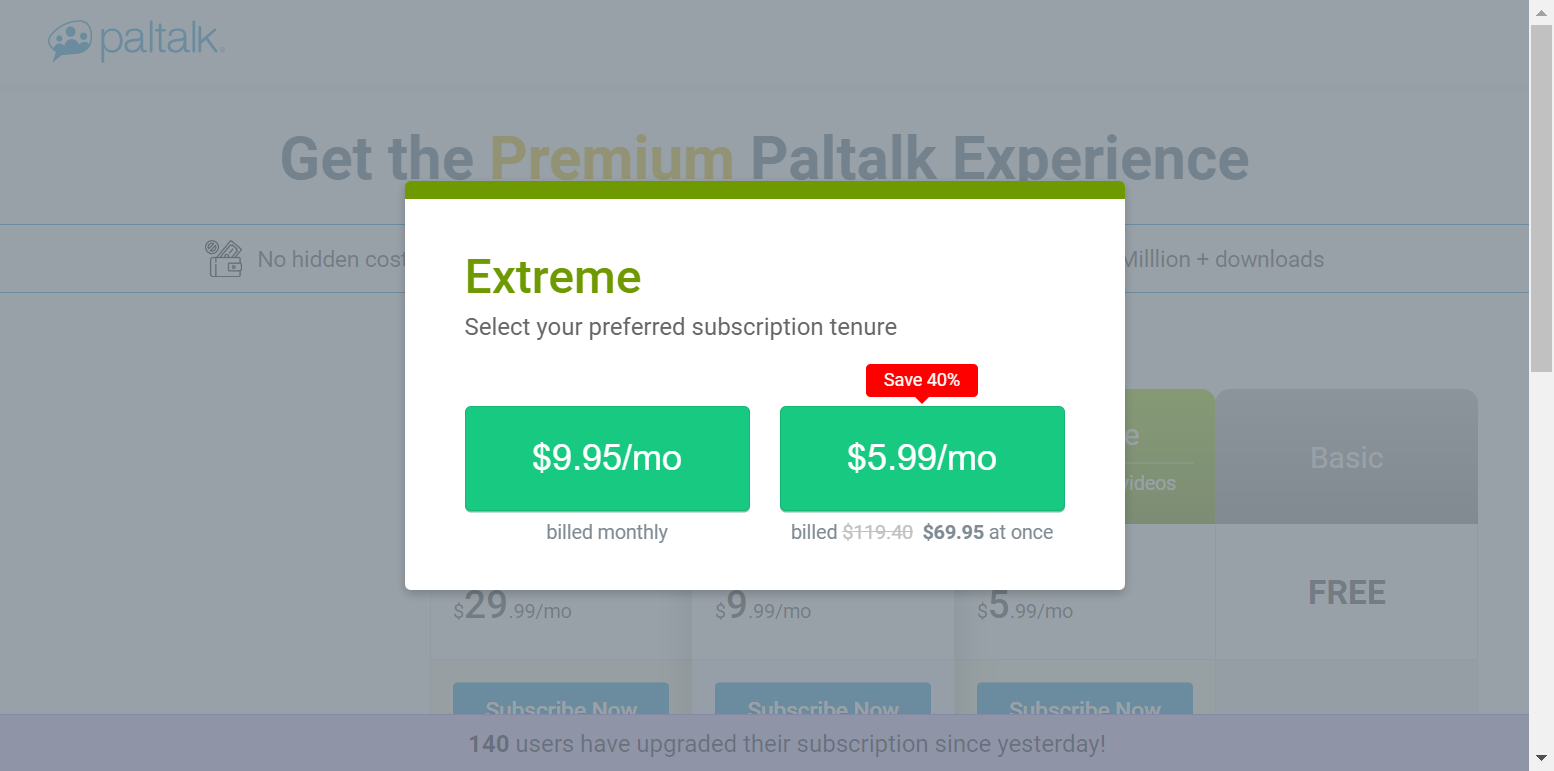 paltalk
Get the Premium Paltalk Experience
No hidden cost
Milllion + downloads
Extreme
Select your preferred subscription tenure
Save 40%
$9.95/mo
$5.99/mo
billed monthly
billed $119.40 $69.95 at once
e
videos
Basic
$29.99/mo
$9.99/mo
$5.99/mo
FREE
Subscribe Now
Subscribe Now
Subscribe Now
140 users have upgraded their subscription since yesterday!